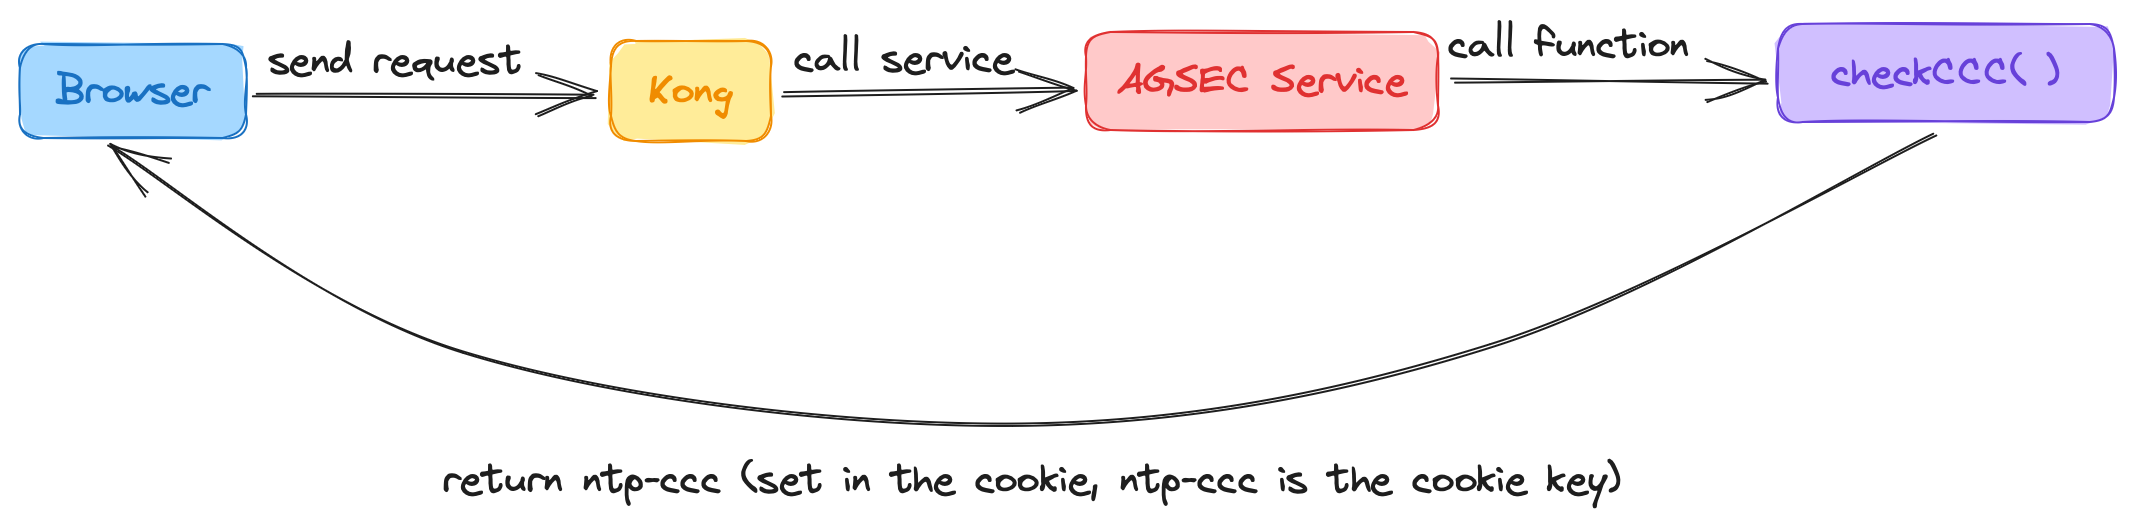 Browser
send request
Kong
call service
AGSEC Service
call function
checkCCC( )
return ntp-ccc (set in the cookie, ntp-ccc is the cookie key)